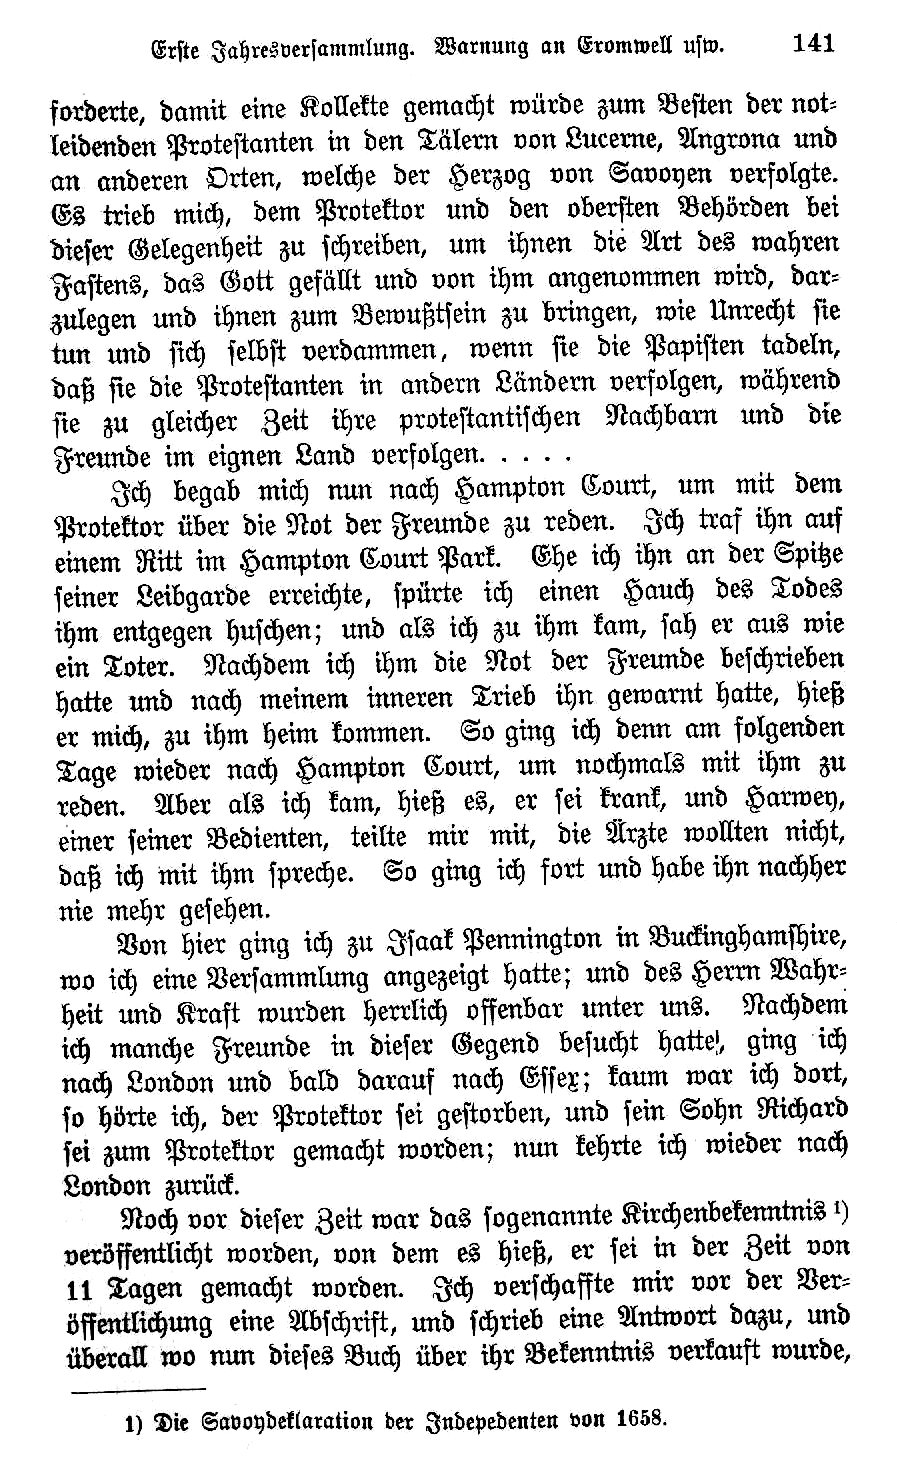 Erste Jahresversammlung. Warnung an Cromwell usw. 141
forderte, damit eine Kollekte gemacht würde zum Besten der not-
leidenden Protestanten in den Tälern von Lucerne, Angrona und
an anderen Orten, welche der Herzog von Savoyen verfolgte.
Es trieb mich, dem Protektor und den obersten Behörden bei
dieser Gelegenheit zu schreiben, um ihnen die Art des wahren
Fastens, das Gott gefällt und von ihm angenommen wird, dar-
zulegen und ihnen zum Bewußtsein zu bringen, wie Unrecht sie
tun und sich selbst verdammen, wenn sie die Papisten tadeln,
daß sie die Protestanten in andern Ländern verfolgen, während
sie zu gleicher Zeit ihre protestantischen Nachbarn und die
Freunde im eignen Land verfolgen. . . . .
Ich begab mich nun nach Hampton Court, um mit dem
Protektor über die Not der Freunde zu reden. Ich traf ihn auf
einem Ritt im Hampton Court Park. Ehe ich ihn an der Spitze
seiner Leibgarde erreichte, spürte ich einen Hauch des Todes
ihm entgegen huschen; und als ich zu ihm kam, sah er aus wie
ein Toter. Nachdem ich ihm die Not der Freunde beschrieben
hatte und nach meinem inneren Trieb ihn gewarnt hatte, hieß
er mich, zu ihm heim kommen. So ging ich denn am folgenden
Tage wieder nach Hampton Court, um nochmals mit ihm zu
reden. Aber als ich kam, hieß es, er sei krank, und Harwey,
einer seiner Bedienten, teilte mir mit, die Ärzte wollten nicht,
daß ich mit ihm spreche. So ging ich fort und habe ihn nachher
nie mehr gesehen.
Von hier ging ich zu Isaak Pennington in Buckinghamshire,
wo ich eine Versammlung angezeigt hatte; und des Herrn Wahr-
heit und Kraft wurden herrlich offenbar unter uns. Nachdem
ich manche Freunde in dieser Gegend besucht hatte, ging ich
nach London und bald darauf nach Essex; kaum war ich dort,
so hörte ich, der Protektor sei gestorben, und sein Sohn Richard
sei zum Protektor gemacht worden; nun kehrte ich wieder nach
London zurück.
Noch vor dieser Zeit war das sogenannte Kirchenbekenntnis ¹)
veröffentlicht worden, von dem es hieß, er sei in der Zeit von
11 Tagen gemacht worden. Ich verschaffte mir vor der Ver-
öffentlichung eine Abschrift, und schrieb eine Antwort dazu, und
überall wo nun dieses Buch über ihr Bekenntnis verkauft wurde,
1) Die Savoydeklaration der Indepedenten von 1658.